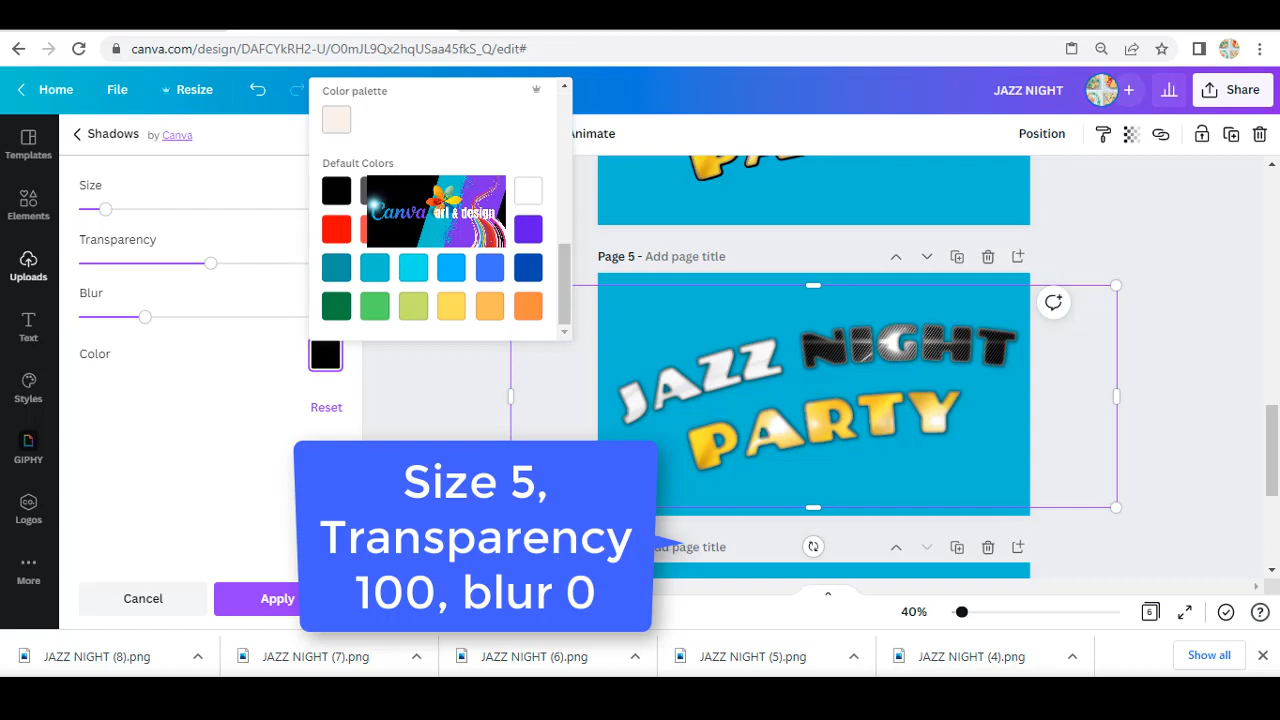 canva.com/design/DAFCYkRH2-U/O0mJL9Qx2hqUSaa45fkS_Q/edit#
Home File Resize JAZZ NIGHT Share
Templates
Elements
Uploads
Text
Styles
GIPHY
Logos
More
Shadows by Canva
Size
Transparency
Blur
Color
Reset
Cancel
Apply
Color palette
Default Colors
Canva art & design
Animate
Position
PA
Page 5 - Add page title
JAZZ NIGHT
PARTY
dd page title
Size 5,
Transparency
100, blur 0
40%
6
JAZZ NIGHT (8).png
JAZZ NIGHT (7).png
JAZZ NIGHT (6).png
JAZZ NIGHT (5).png
JAZZ NIGHT (4).png
Show all